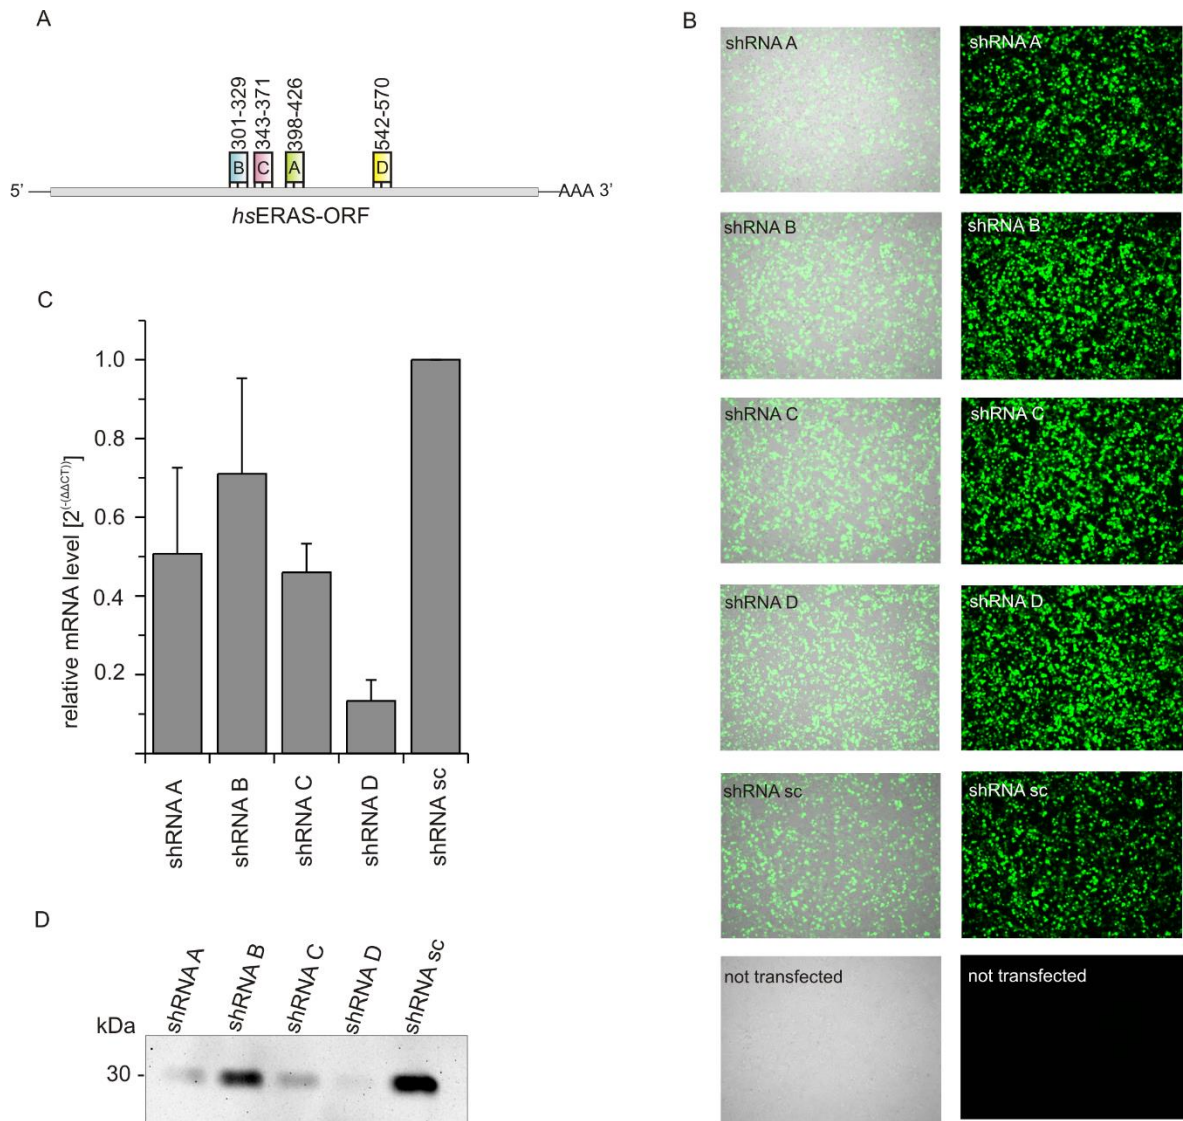 A
301-329
343-371
398-426
542-570
B
C
A
D
5’
AAA 3’
hsERAS-ORF
B
shRNA A
shRNA A
shRNA B
shRNA B
shRNA C
shRNA C
shRNA D
shRNA D
shRNA sc
shRNA sc
not transfected
not transfected
C
relative mRNA level [2(-(ΔΔCT))]
1.0
0.8
0.6
0.4
0.2
shRNA A
shRNA B
shRNA C
shRNA D
shRNA sc
D
shRNA A
shRNA B
shRNA C
shRNA D
shRNA sc
kDa
30